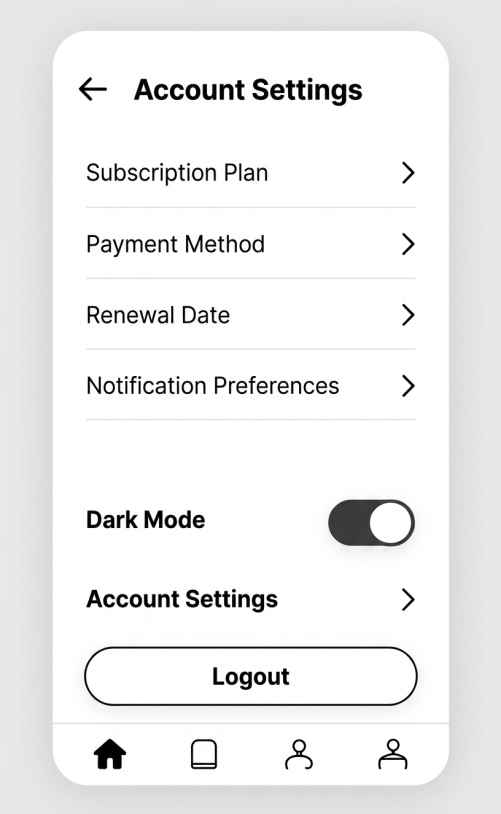 Account Settings
Subscription Plan
Payment Method
Renewal Date
Notification Preferences
Dark Mode
Account Settings
Logout